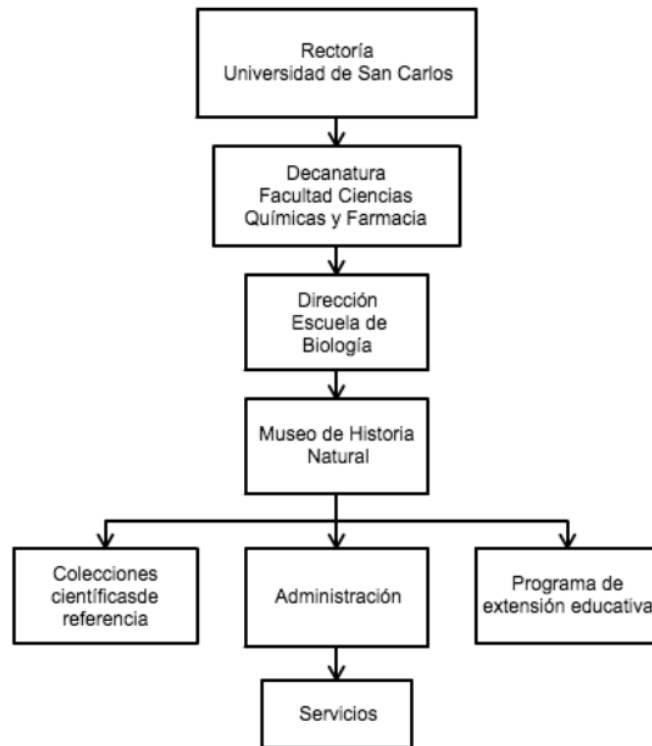 Rectoría
Universidad de San Carlos
Decanatura
Facultad Ciencias
Químicas y Farmacia
Dirección
Escuela de
Biología
Museo de Historia
Natural
Colecciones
científicasde
referencia
Administración
Programa de
extensión educativa
Servicios